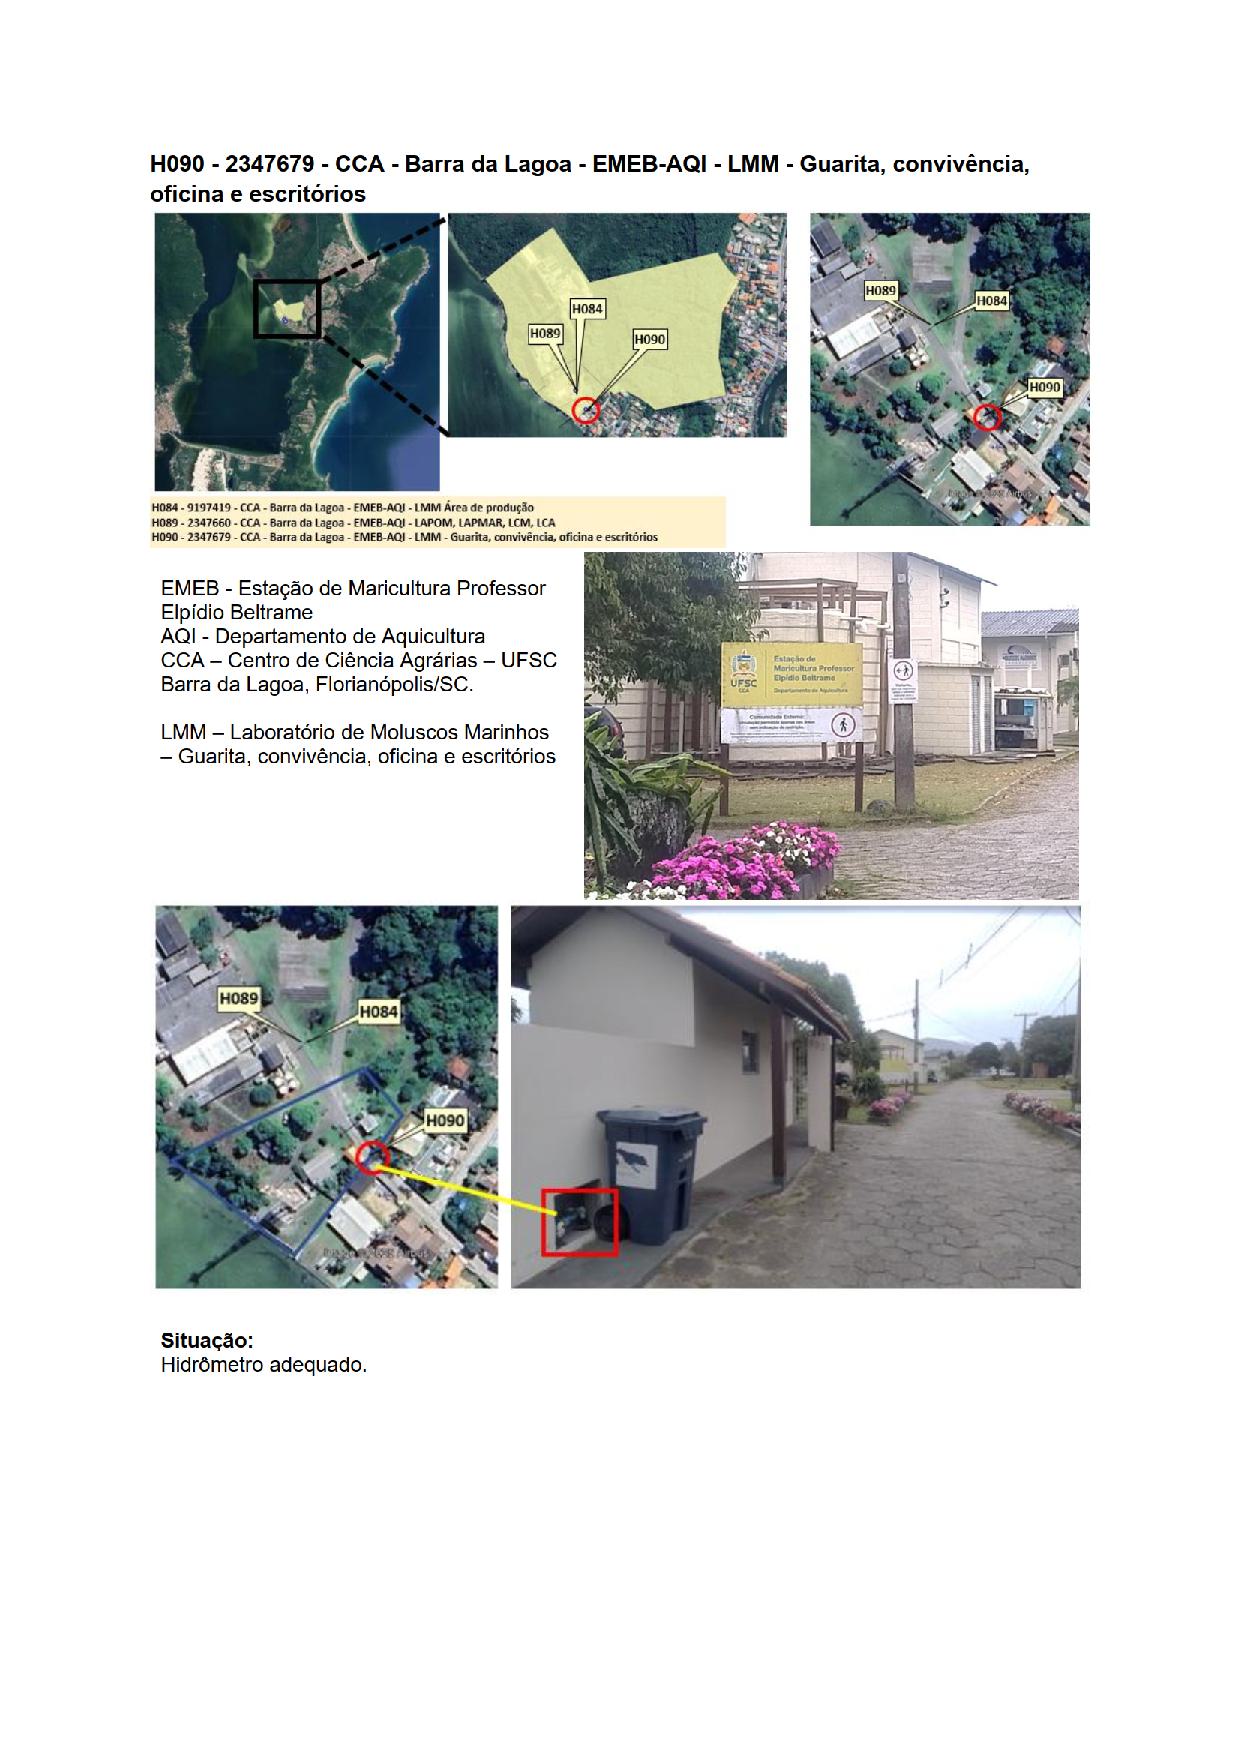 H090 - 2347679 - CCA - Barra da Lagoa - EMEB-AQI - LMM - Guarita, convivência,
oficina e escritórios
H084
H089
H090
H089
H084
H090
H084 - 9197419 - CCA - Barra da Lagoa - EMEB-AQI - LMM Área de produção
H089 - 2347660 - CCA - Barra da Lagoa - EMEB-AQI - LAPOM, LAPMAR, LCM, LCA
H090 - 2347679 - CCA - Barra da Lagoa - EMEB-AQI - LMM - Guarita, convivência, oficina e escritórios
EMEB - Estação de Maricultura Professor
Elpídio Beltrame
AQI - Departamento de Aquicultura
CCA – Centro de Ciência Agrárias – UFSC
Barra da Lagoa, Florianópolis/SC.
LMM – Laboratório de Moluscos Marinhos
– Guarita, convivência, oficina e escritórios
UFSC
CCA
Estação de
Maricultura Professor
Elpídio Beltrame
Departamento de Aquicultura
Comunidade Externa:
H089
H084
H090
Situação:
Hidrômetro adequado.